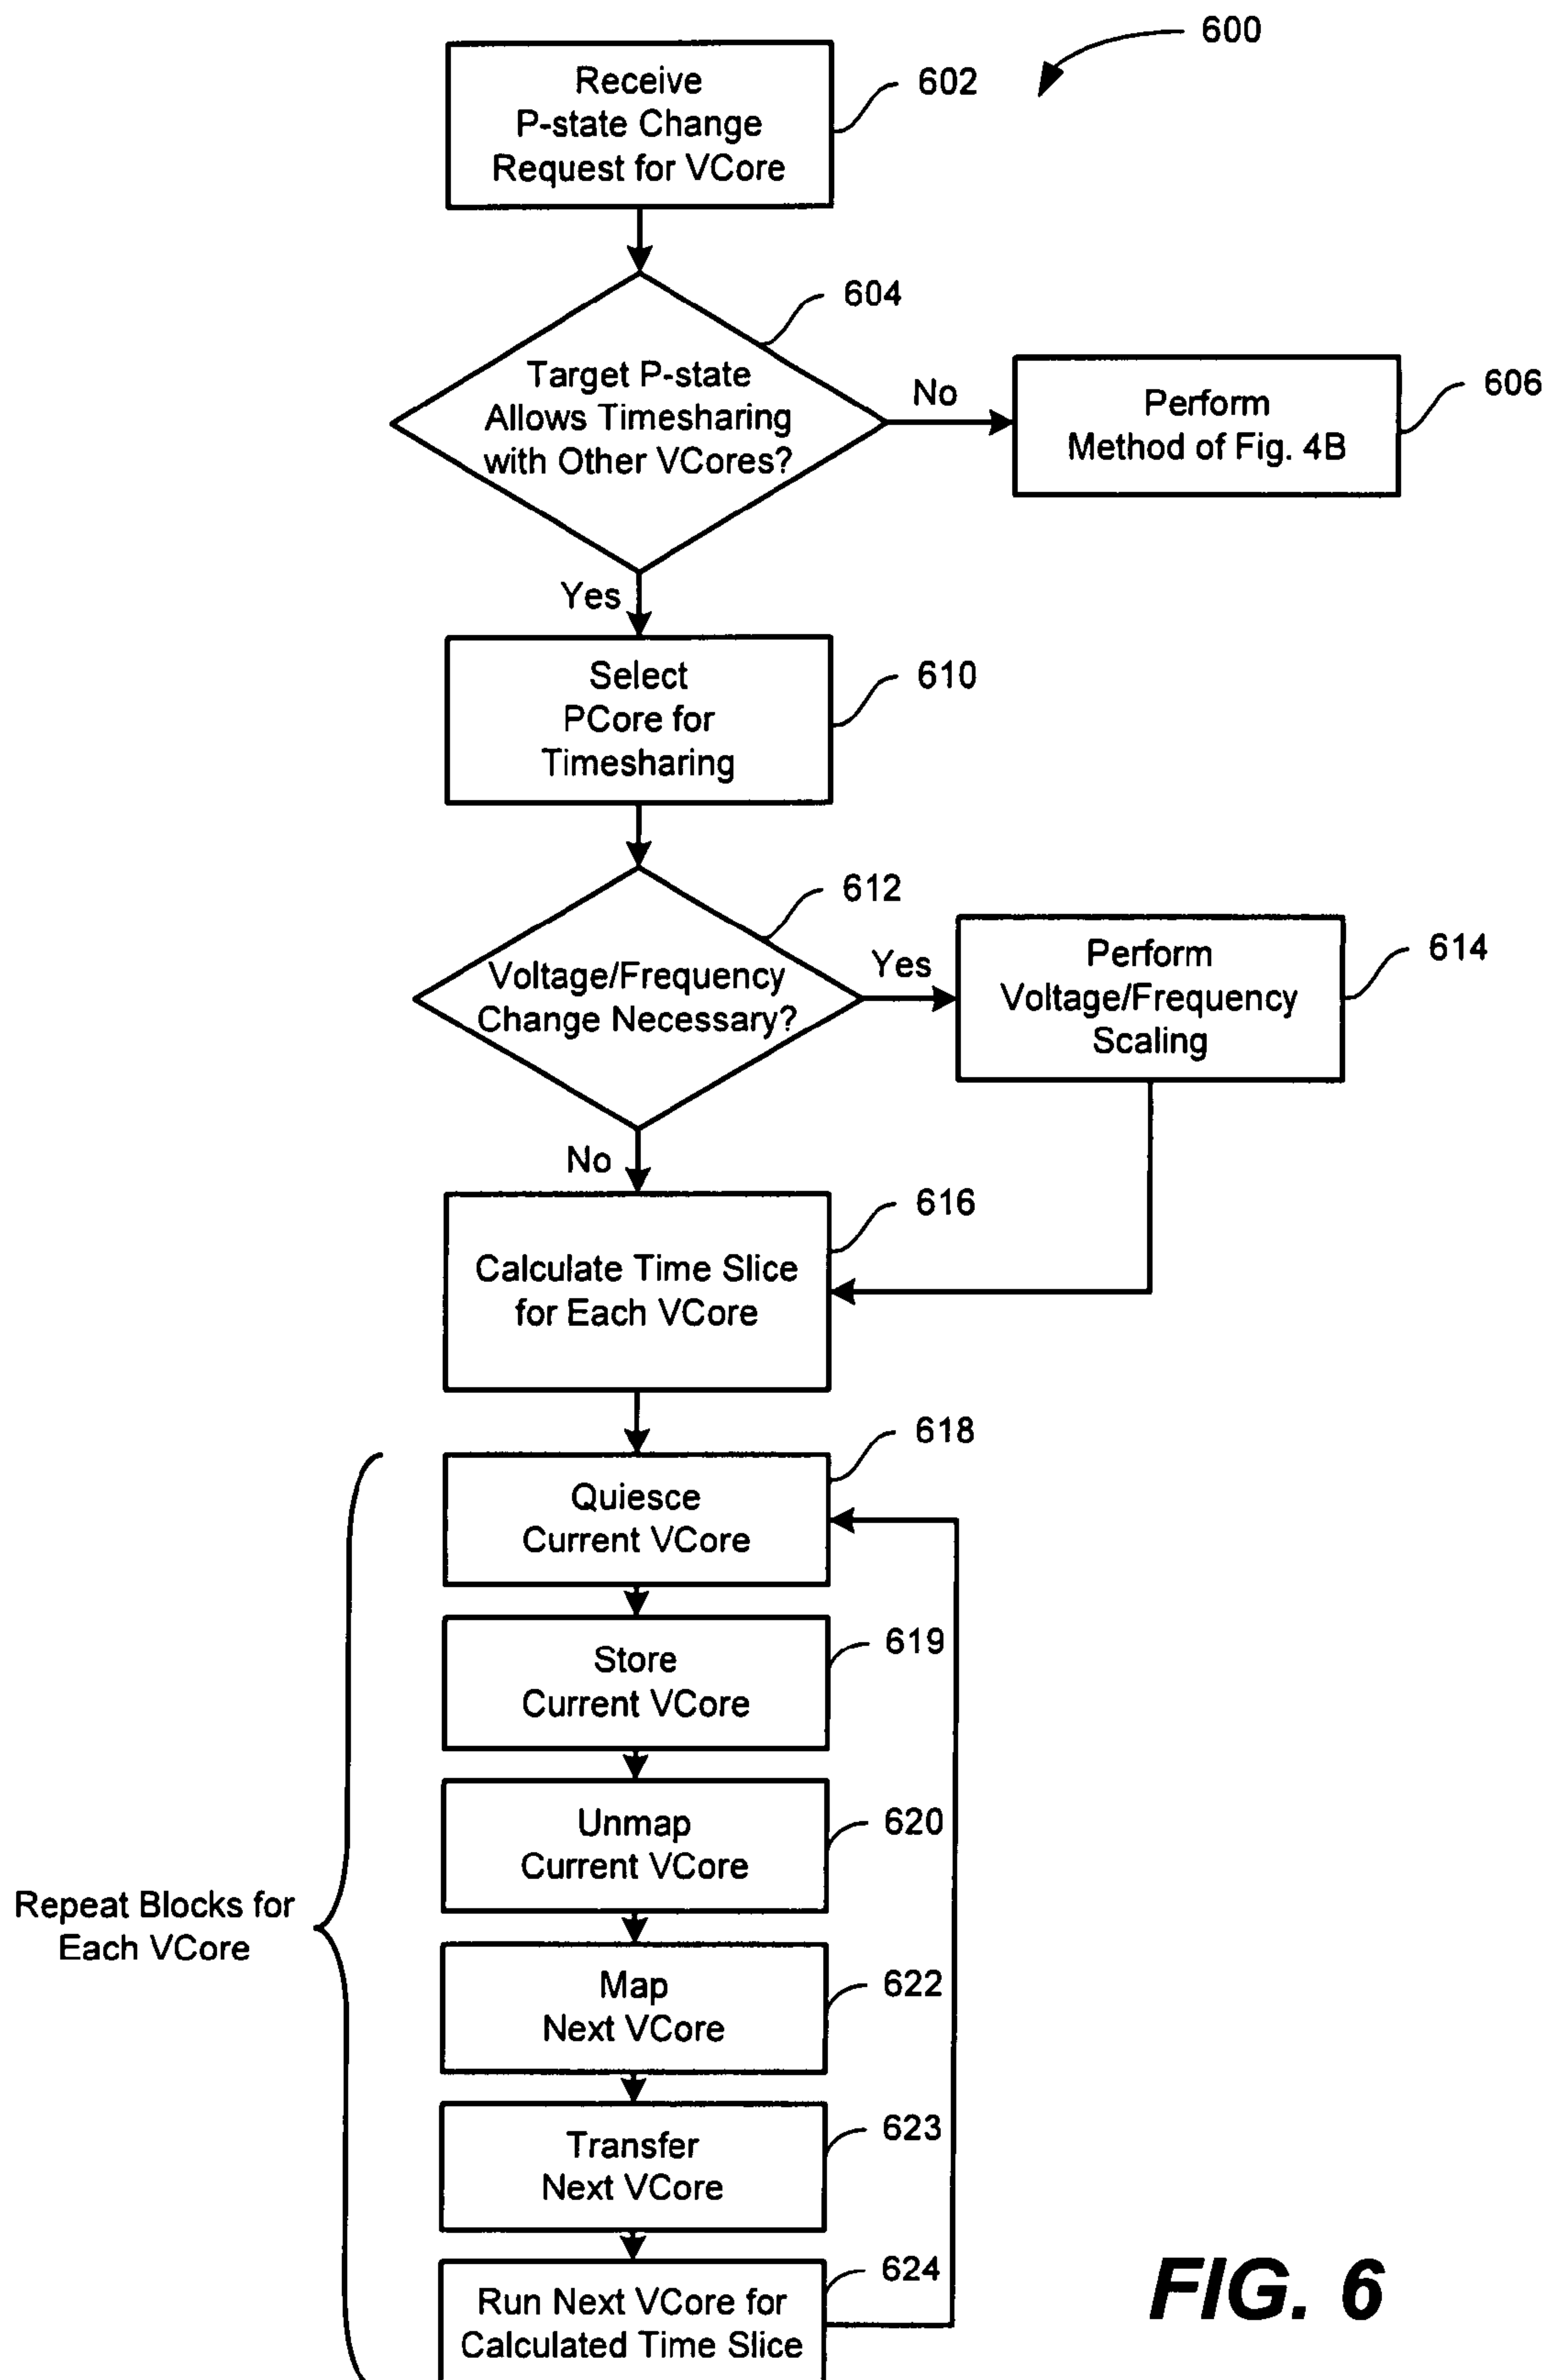 600
Receive
P-state Change
Request for VCore
602
604
Target P-state
Allows Timesharing
with Other VCores?
No
Perform
Method of Fig. 4B
606
Yes
Select
PCore for
Timesharing
610
612
Voltage/Frequency
Change Necessary?
Yes
Perform
Voltage/Frequency
Scaling
614
No
616
Calculate Time Slice
for Each VCore
618
Quiesce
Current VCore
619
Store
Current VCore
620
Unmap
Current VCore
Repeat Blocks for
Each VCore
622
Map
Next VCore
623
Transfer
Next VCore
624
Run Next VCore for
Calculated Time Slice
FIG. 6